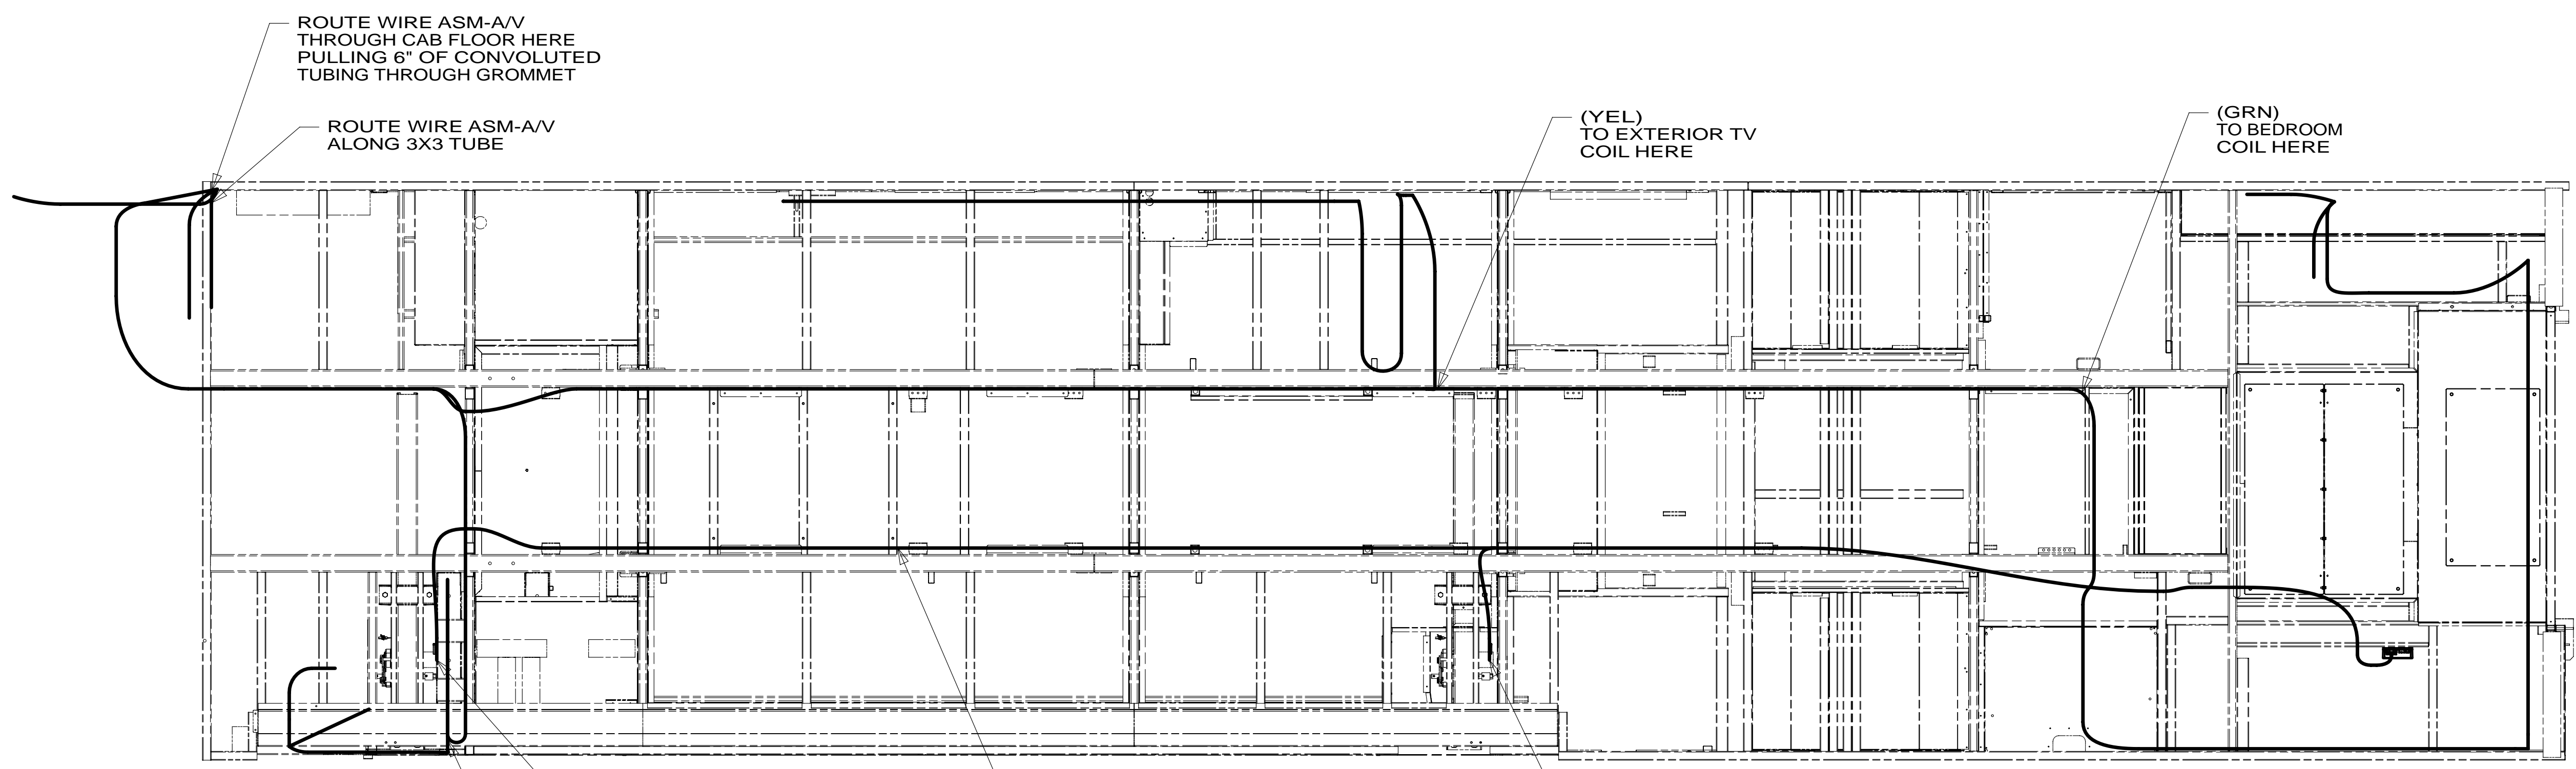 ROUTE WIRE ASM-A/V
THROUGH CAB FLOOR HERE
PULLING 6" OF CONVOLUTED
TUBING THROUGH GROMMET
ROUTE WIRE ASM-A/V
ALONG 3X3 TUBE
(YEL)
TO EXTERIOR TV
COIL HERE
(GRN)
TO BEDROOM
COIL HERE